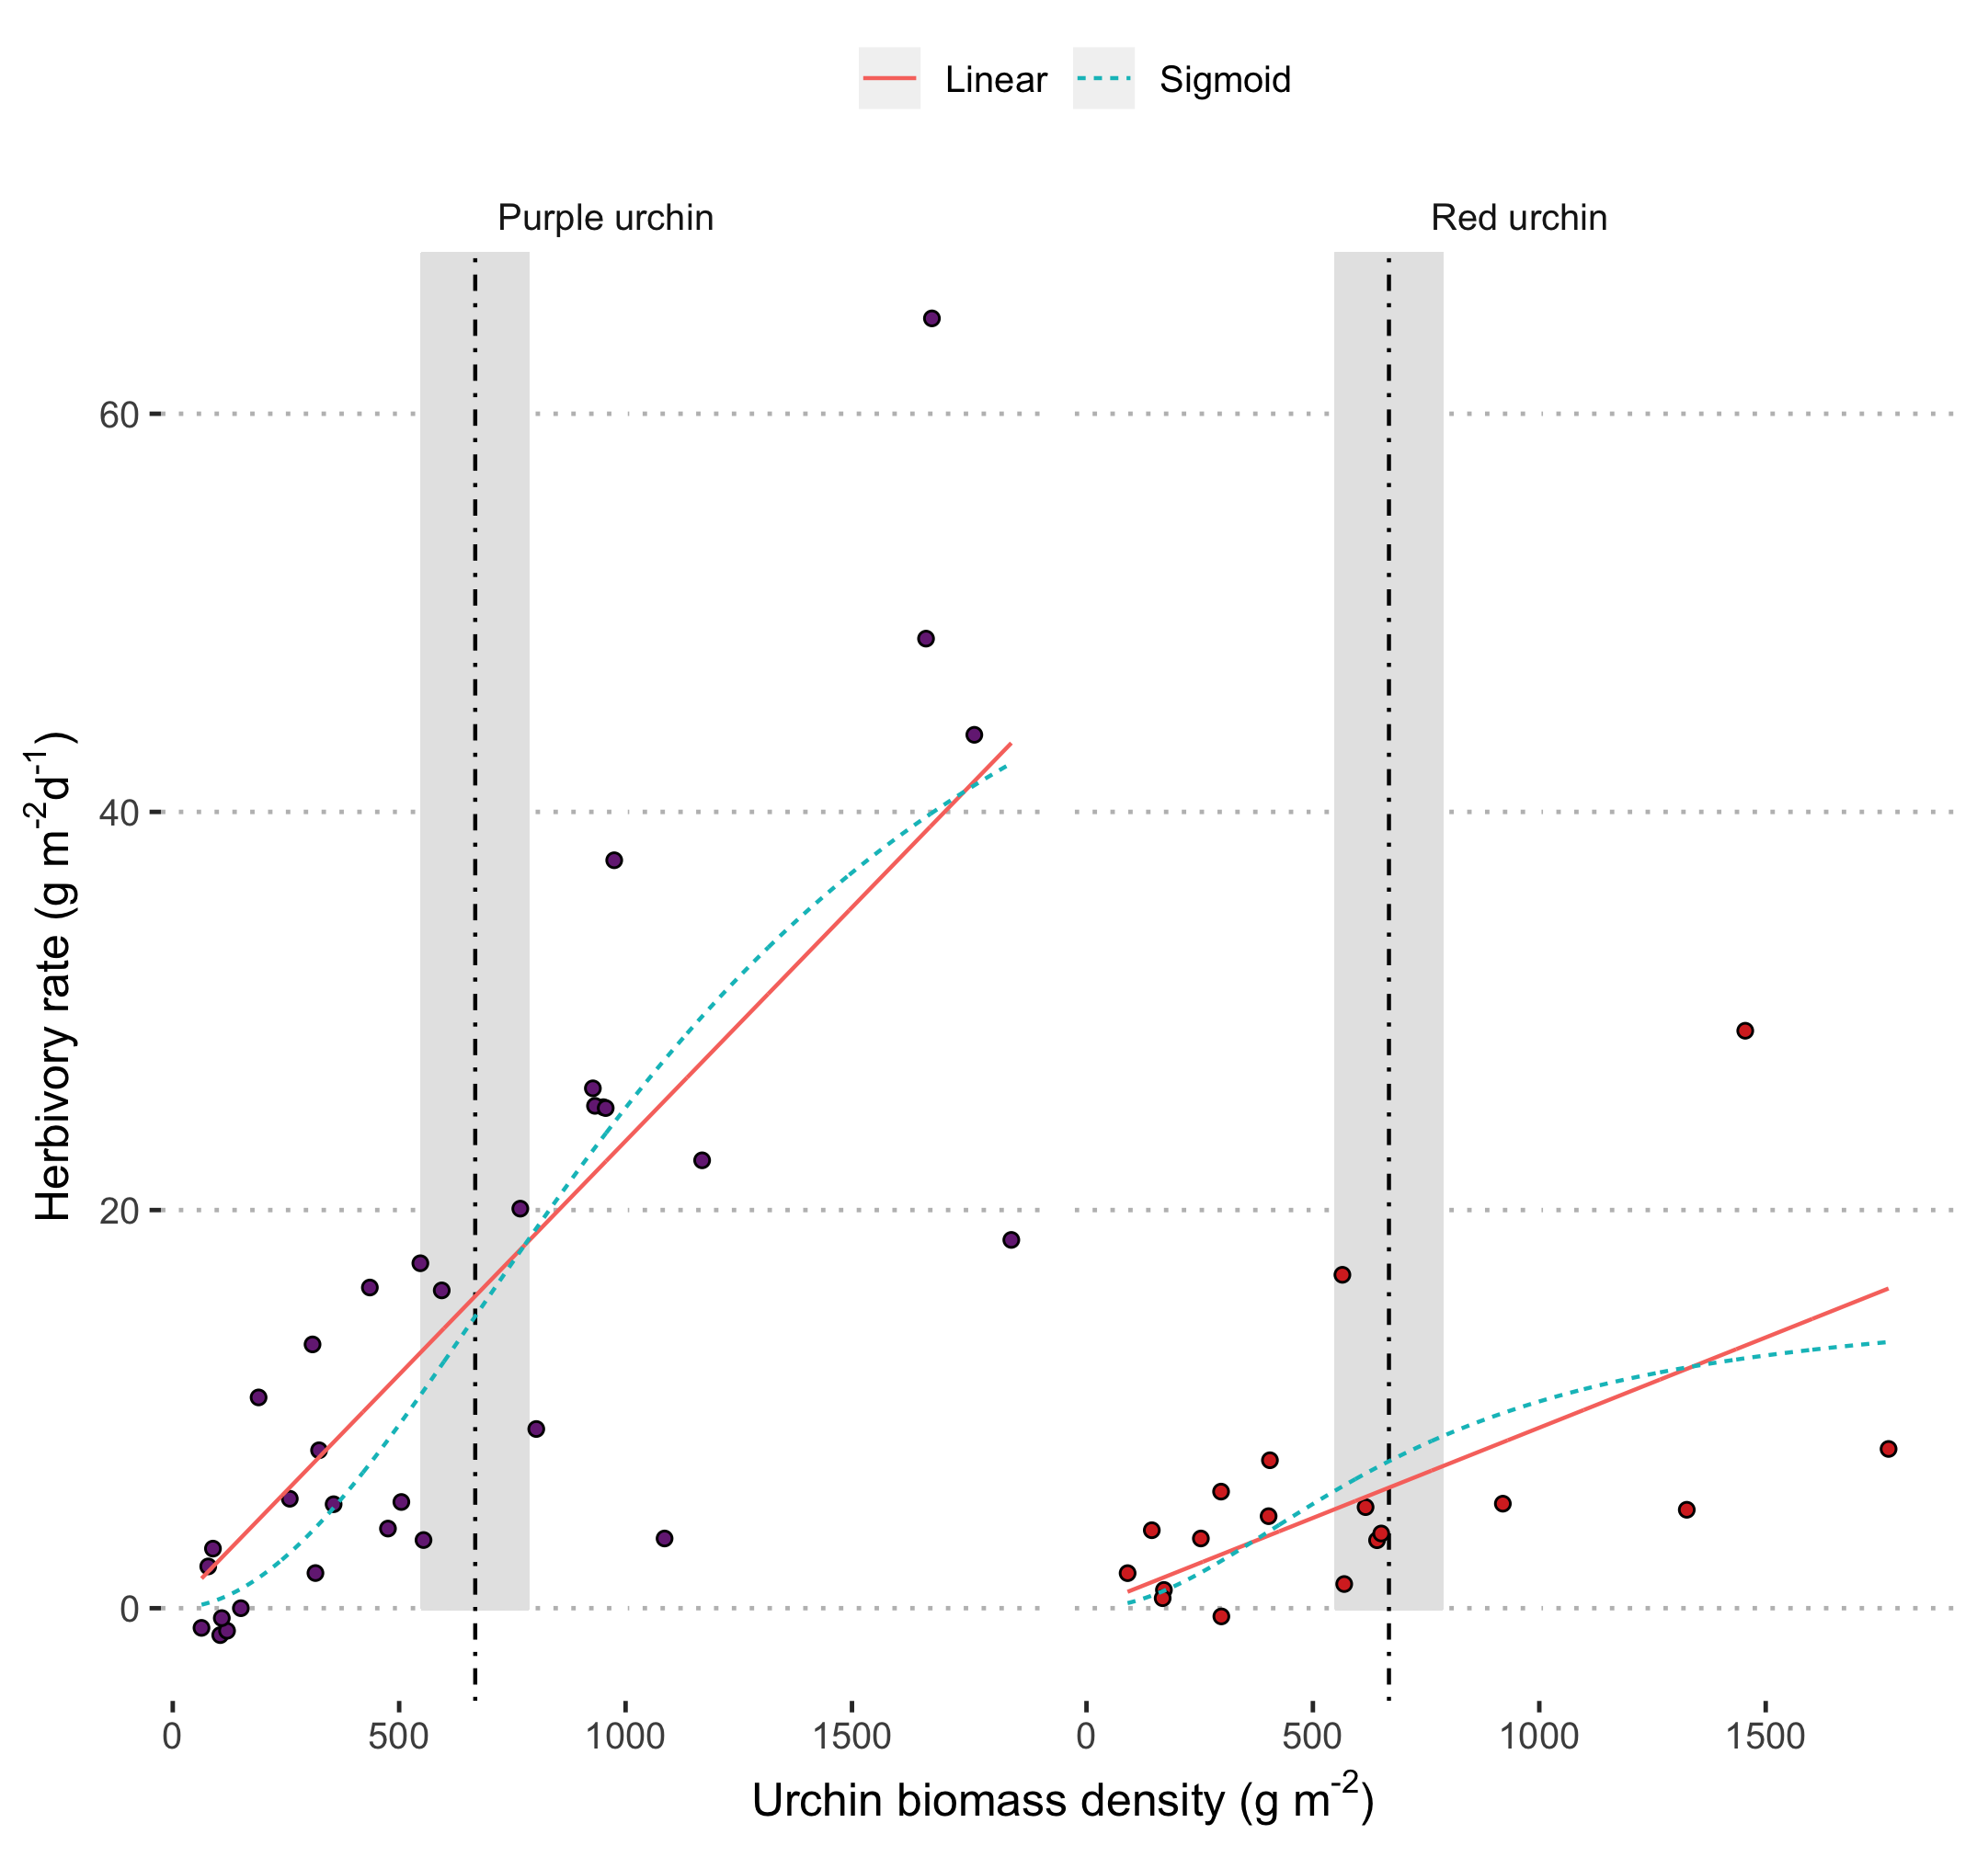 Linear Sigmoid
Purple urchin Red urchin
60
40
20
0
0 500 1000 1500 0 500 1000 1500
Herbivory rate (g m⁻²d⁻¹)
Urchin biomass density (g m⁻²)